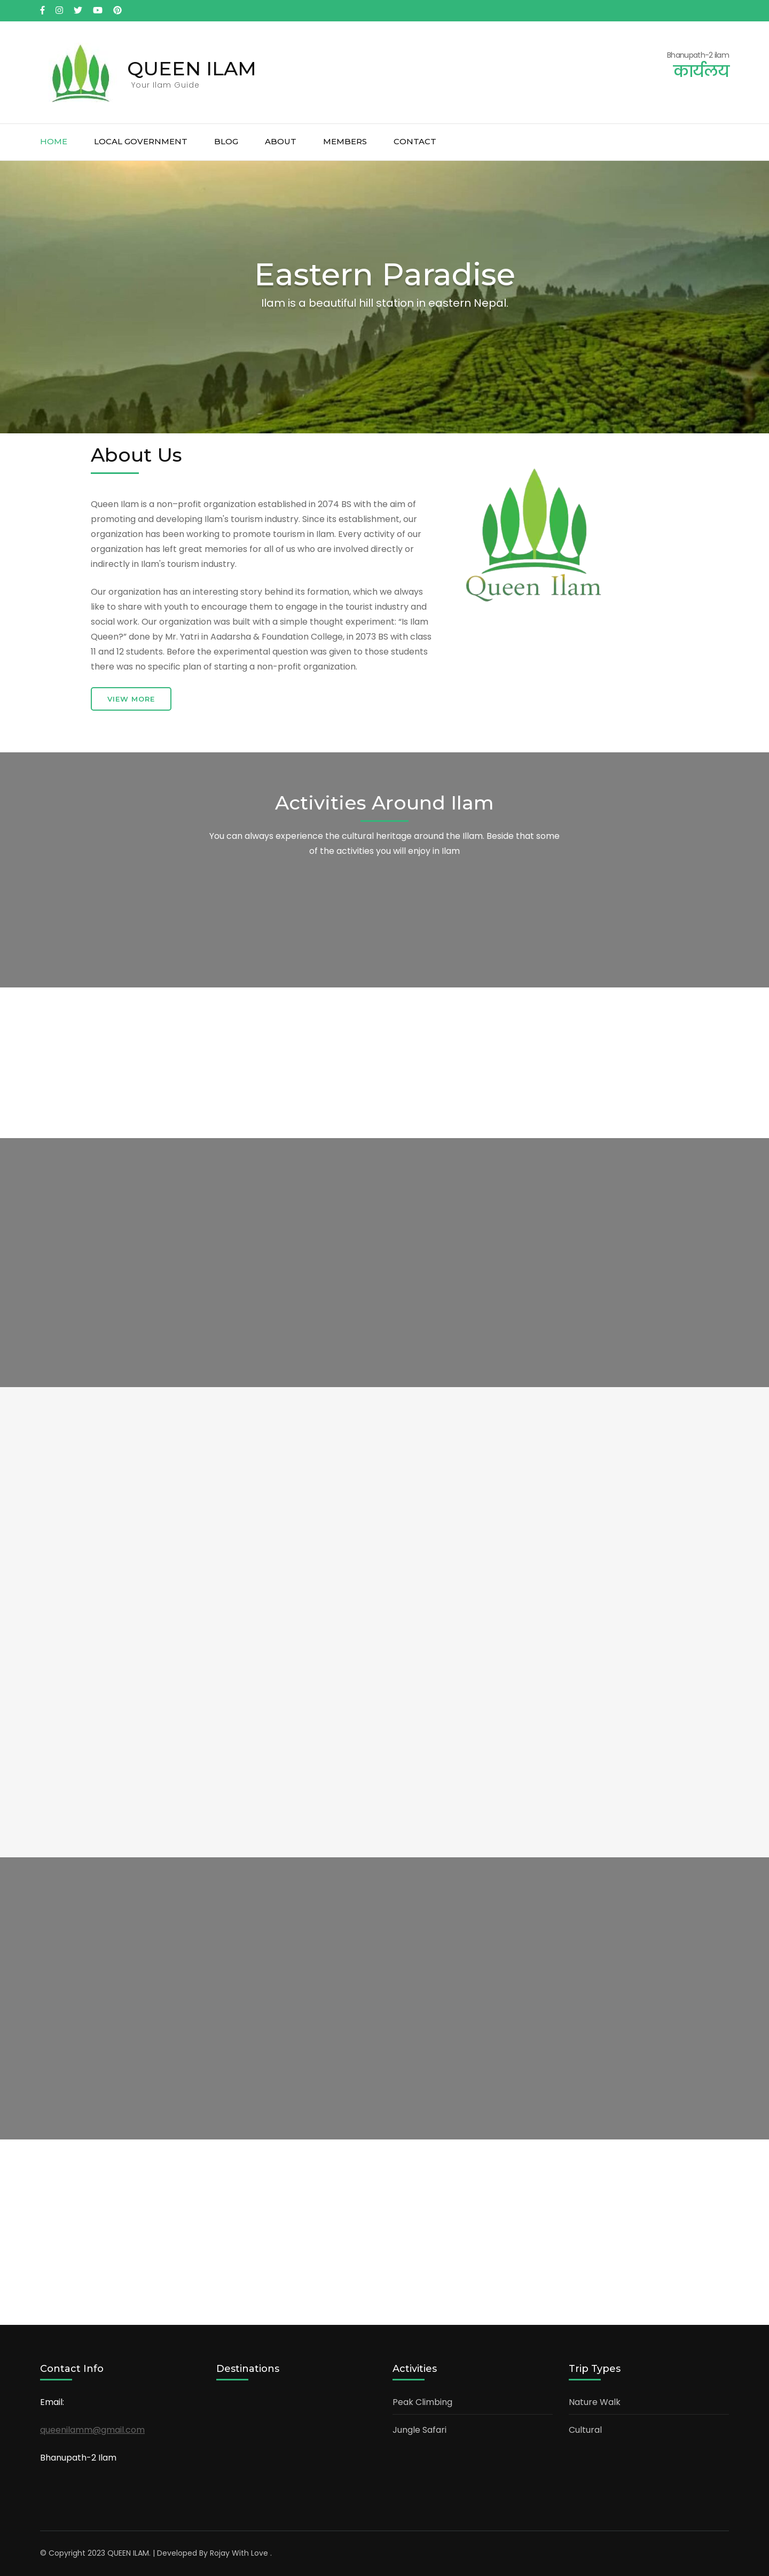 QUEEN ILAM
Your Ilam Guide
Bhanupath-2 ilam
कार्यलय
HOME
LOCAL GOVERNMENT
BLOG
ABOUT
MEMBERS
CONTACT
Eastern Paradise
Ilam is a beautiful hill station in eastern Nepal.
About Us
Queen Ilam is a non–profit organization established in 2074 BS with the aim of
promoting and developing Ilam's tourism industry. Since its establishment, our
organization has been working to promote tourism in Ilam. Every activity of our
organization has left great memories for all of us who are involved directly or
indirectly in Ilam's tourism industry.
Our organization has an interesting story behind its formation, which we always
like to share with youth to encourage them to engage in the tourist industry and
social work. Our organization was built with a simple thought experiment: “Is Ilam
Queen?” done by Mr. Yatri in Aadarsha & Foundation College, in 2073 BS with class
11 and 12 students. Before the experimental question was given to those students
there was no specific plan of starting a non-profit organization.
VIEW MORE
Queen Ilam
Activities Around Ilam
You can always experience the cultural heritage around the Illam. Beside that some
of the activities you will enjoy in Ilam
Contact Info
Email:
queenilamm@gmail.com
Bhanupath-2 Ilam
Destinations
Activities
Peak Climbing
Jungle Safari
Trip Types
Nature Walk
Cultural
© Copyright 2023 QUEEN ILAM. | Developed By Rojay With Love .